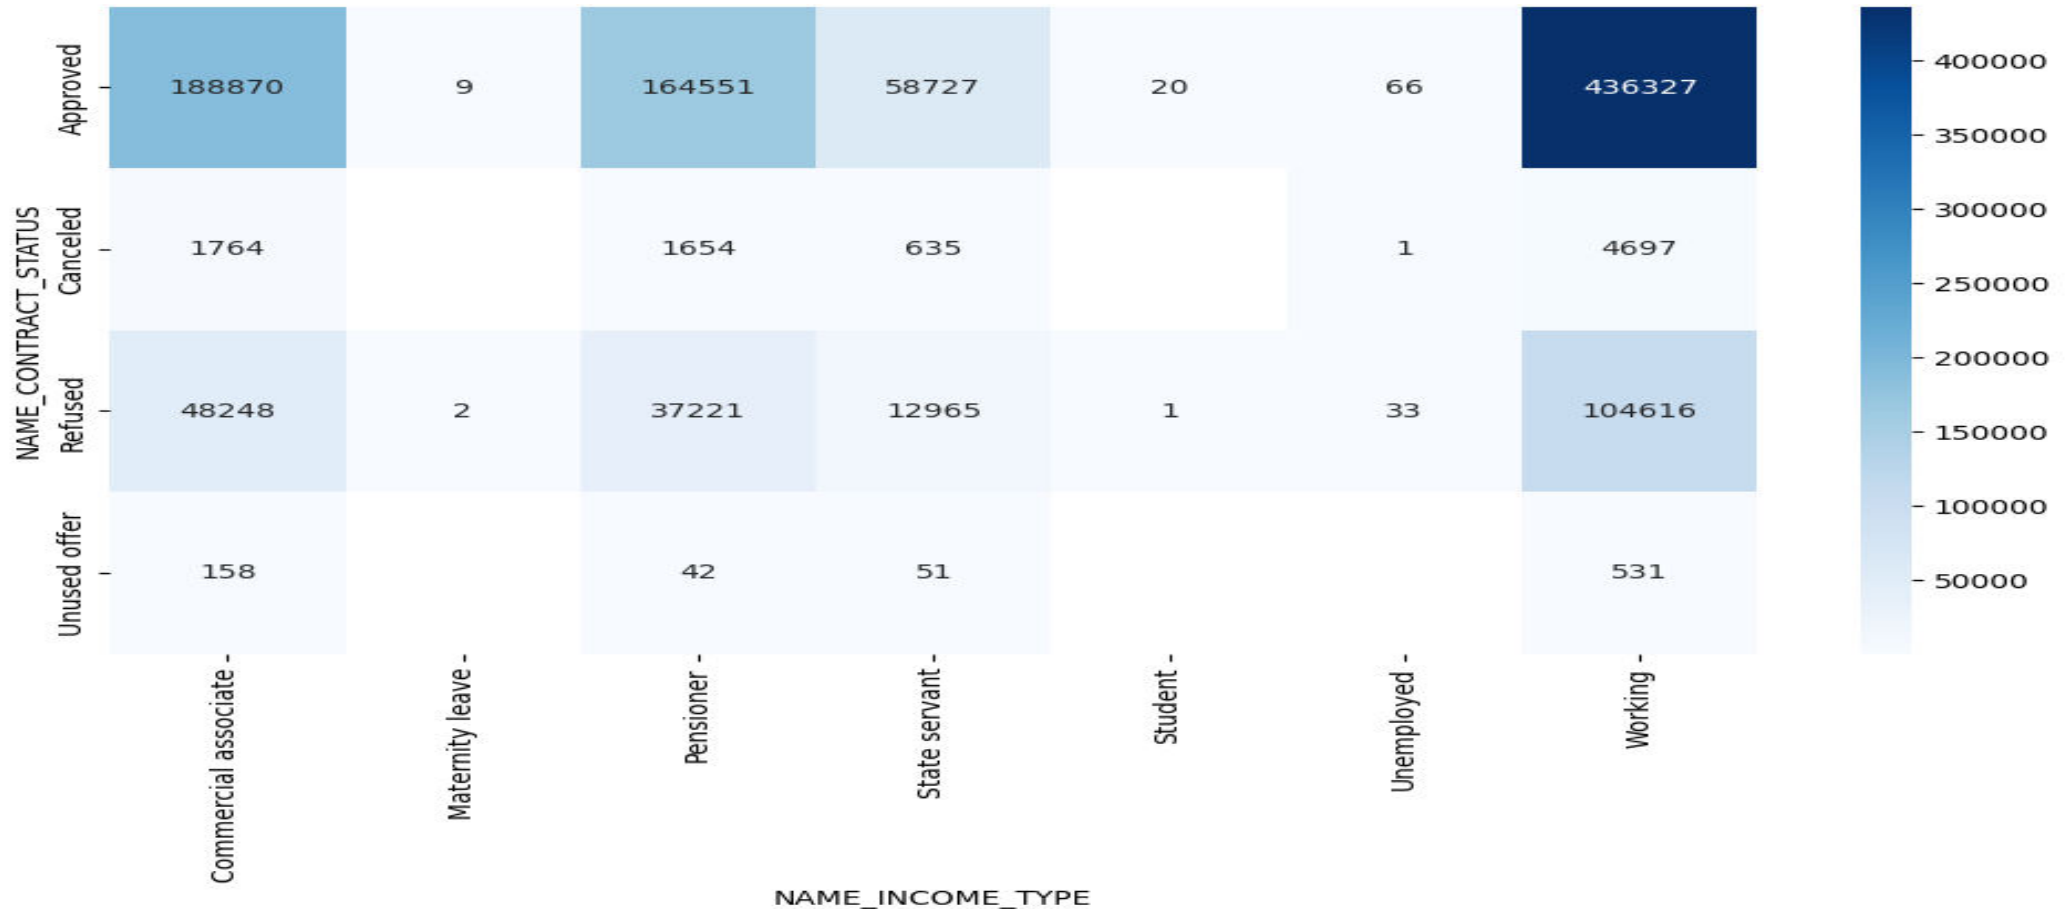 NAME_CONTRACT_STATUS
Approved 188870 9 164551 58727 20 66 436327
Canceled 1764 1654 635 1 4697
Refused 48248 2 37221 12965 1 33 104616
Unused offer 158 42 51 531
Commercial associate
Maternity leave
Pensioner
State servant
Student
Unemployed
Working
NAME_INCOME_TYPE
400000
350000
300000
250000
200000
150000
100000
50000